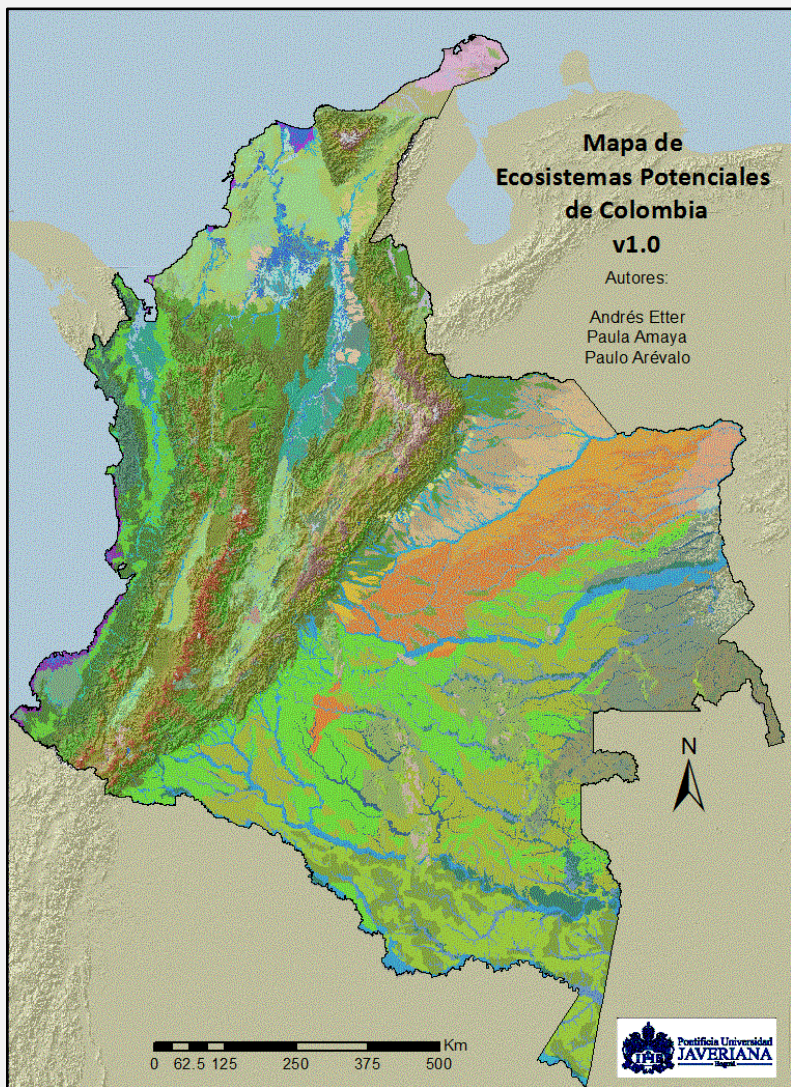 Mapa de
Ecosistemas Potenciales
de Colombia
v1.0
Autores:
Andrés Etter
Paula Amaya
Paulo Arévalo
N
Km
0 62.5 125 250 375 500
Pontificia Universidad
JAVERIANA
Bogotá